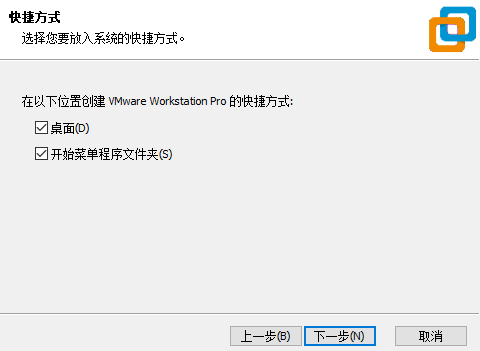 快捷方式
选择您要放入系统的快捷方式。
在以下位置创建 VMware Workstation Pro 的快捷方式:
桌面(D)
开始菜单程序文件夹(S)
上一步(B) 下一步(N) 取消